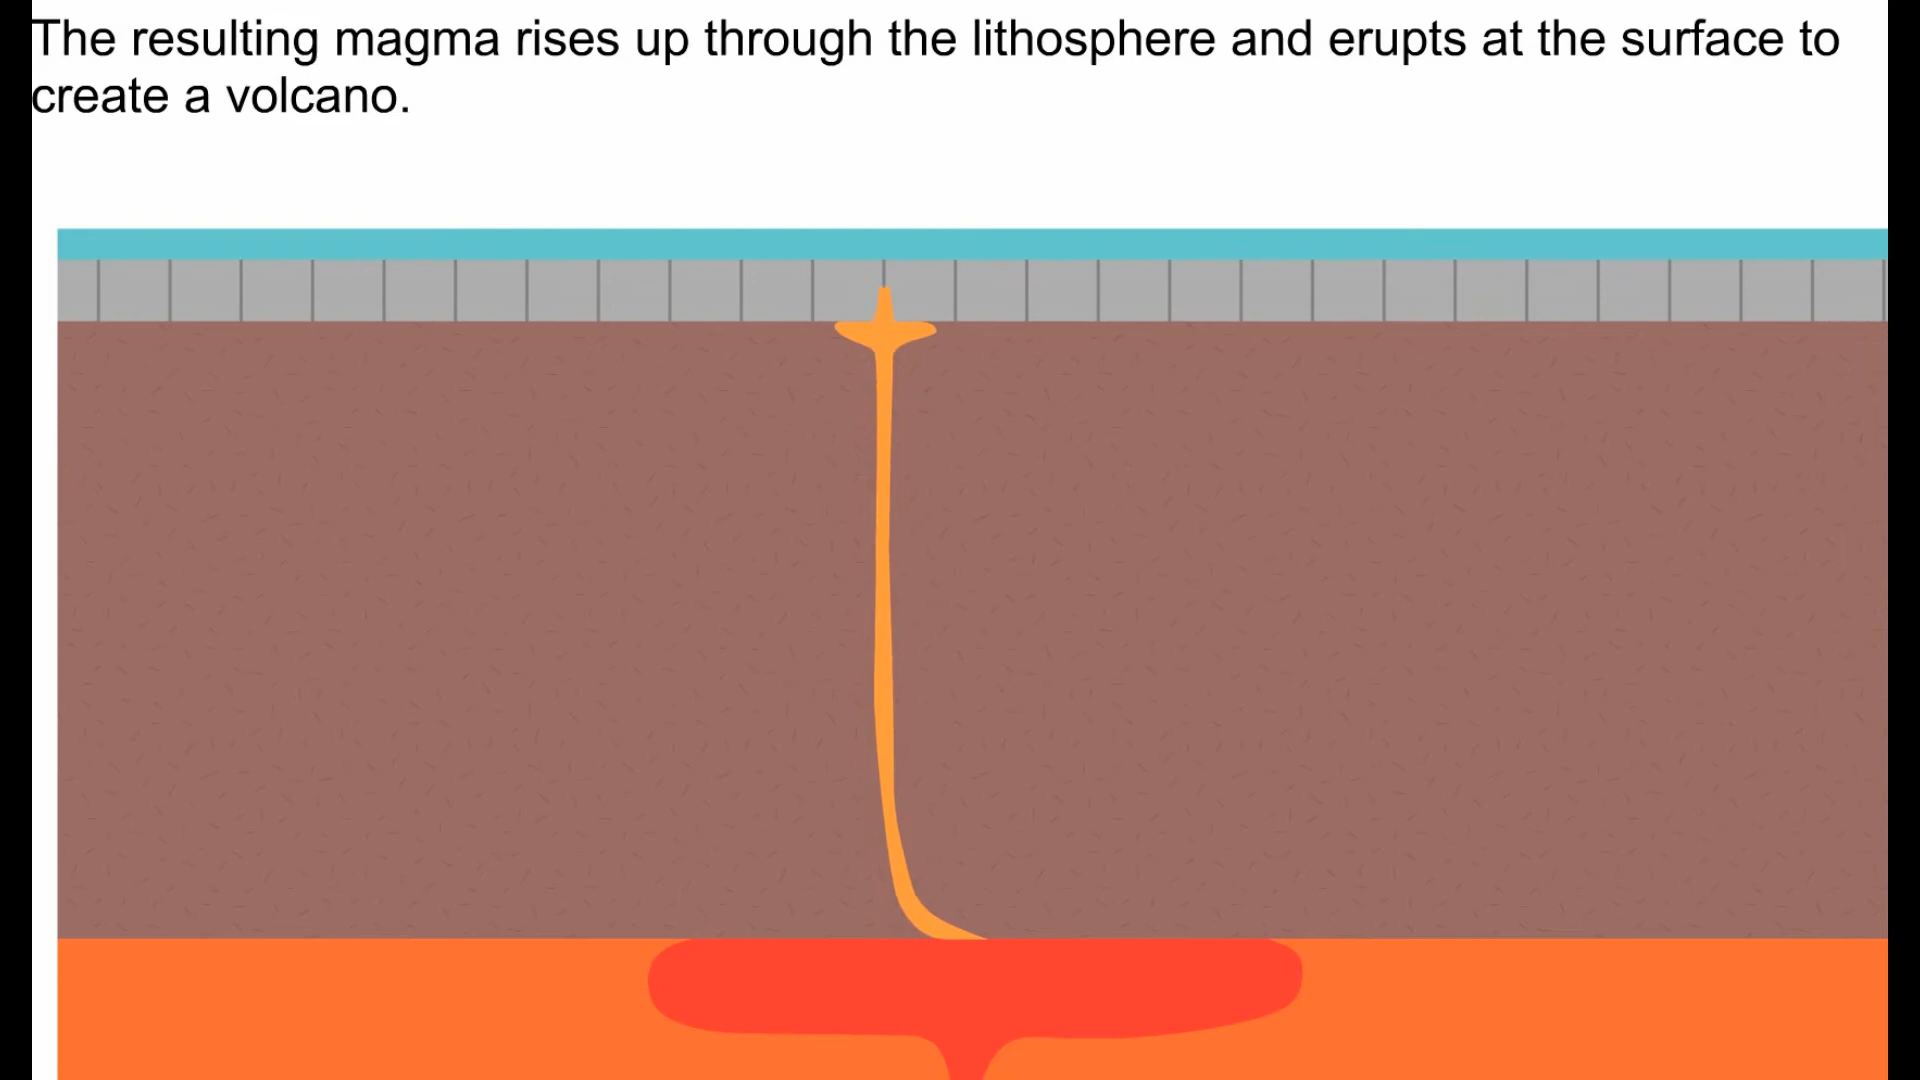 The resulting magma rises up through the lithosphere and erupts at the surface to
create a volcano.